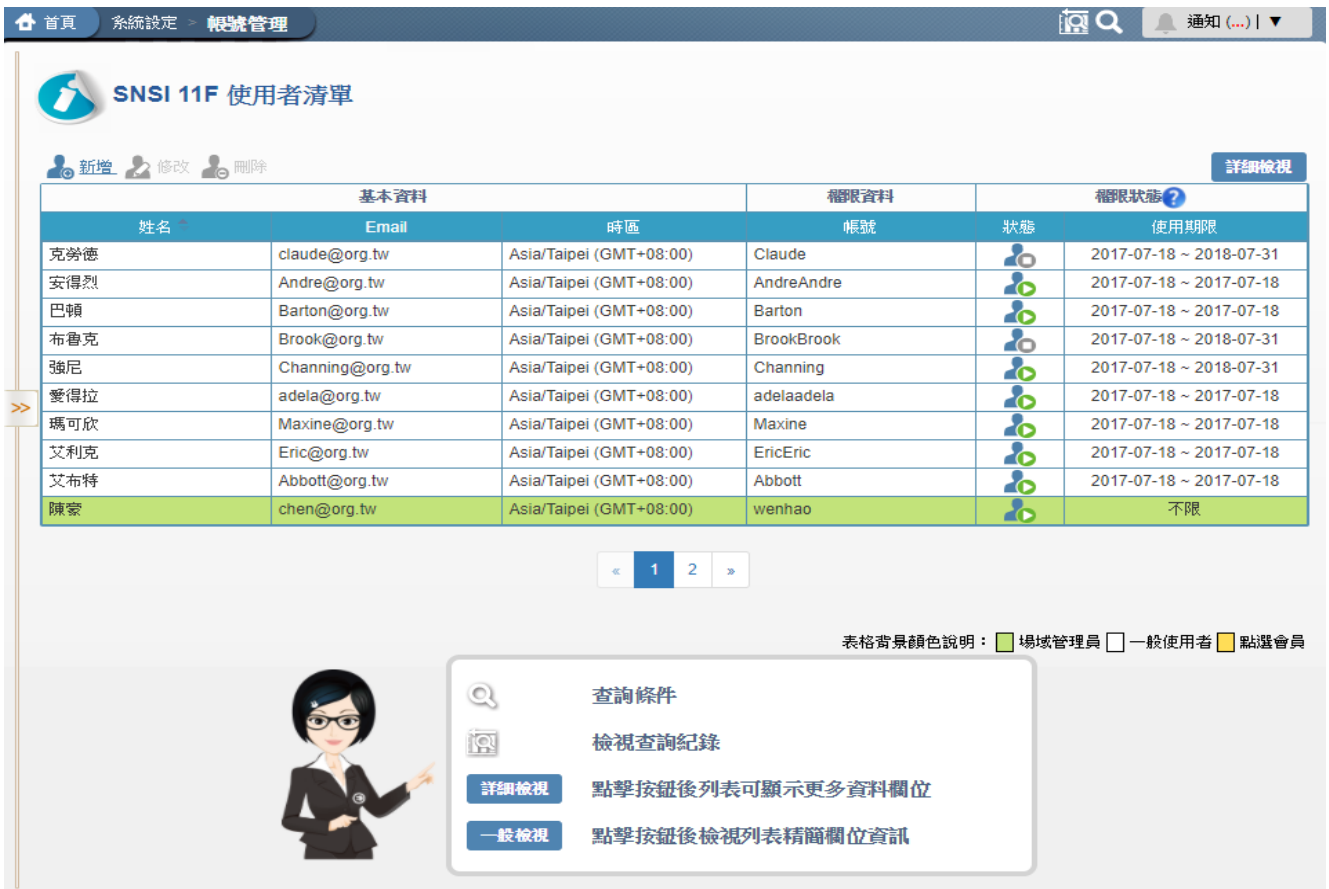 首頁 系統設定 > 帳號管理 通知 (...) | ▼
SNSI 11F 使用者清單
新增 修改 刪除 詳細檢視
基本資料 權限資料 權限狀態
姓名 Email 時區 帳號 狀態 使用期限
克勞德 claude@org.tw Asia/Taipei (GMT+08:00) Claude 2017-07-18 ~ 2018-07-31
安得烈 Andre@org.tw Asia/Taipei (GMT+08:00) AndreAndre 2017-07-18 ~ 2017-07-18
巴頓 Barton@org.tw Asia/Taipei (GMT+08:00) Barton 2017-07-18 ~ 2017-07-18
布魯克 Brook@org.tw Asia/Taipei (GMT+08:00) BrookBrook 2017-07-18 ~ 2018-07-31
強尼 Channing@org.tw Asia/Taipei (GMT+08:00) Channing 2017-07-18 ~ 2018-07-31
愛得拉 adela@org.tw Asia/Taipei (GMT+08:00) adelaadela 2017-07-18 ~ 2017-07-18
瑪可欣 Maxine@org.tw Asia/Taipei (GMT+08:00) Maxine 2017-07-18 ~ 2017-07-18
艾利克 Eric@org.tw Asia/Taipei (GMT+08:00) EricEric 2017-07-18 ~ 2017-07-18
艾布特 Abbott@org.tw Asia/Taipei (GMT+08:00) Abbott 2017-07-18 ~ 2017-07-18
陳豪 chen@org.tw Asia/Taipei (GMT+08:00) wenhao 不限
>>
« 1 2 »
表格背景顏色說明： 場域管理員 一般使用者 點選會員
查詢條件
檢視查詢紀錄
詳細檢視 點擊按鈕後列表可顯示更多資料欄位
一般檢視 點擊按鈕後檢視列表精簡欄位資訊